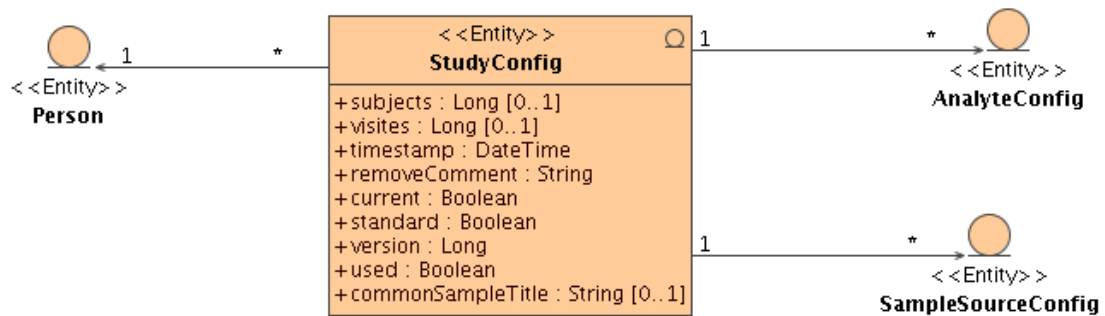 1
*
<<Entity>>
Person
<<Entity>>
StudyConfig
+subjects : Long [0..1]
+visites : Long [0..1]
+timestamp : DateTime
+removeComment : String
+current : Boolean
+standard : Boolean
+version : Long
+used : Boolean
+commonSampleTitle : String [0..1]
1
*
<<Entity>>
AnalyteConfig
1
*
<<Entity>>
SampleSourceConfig